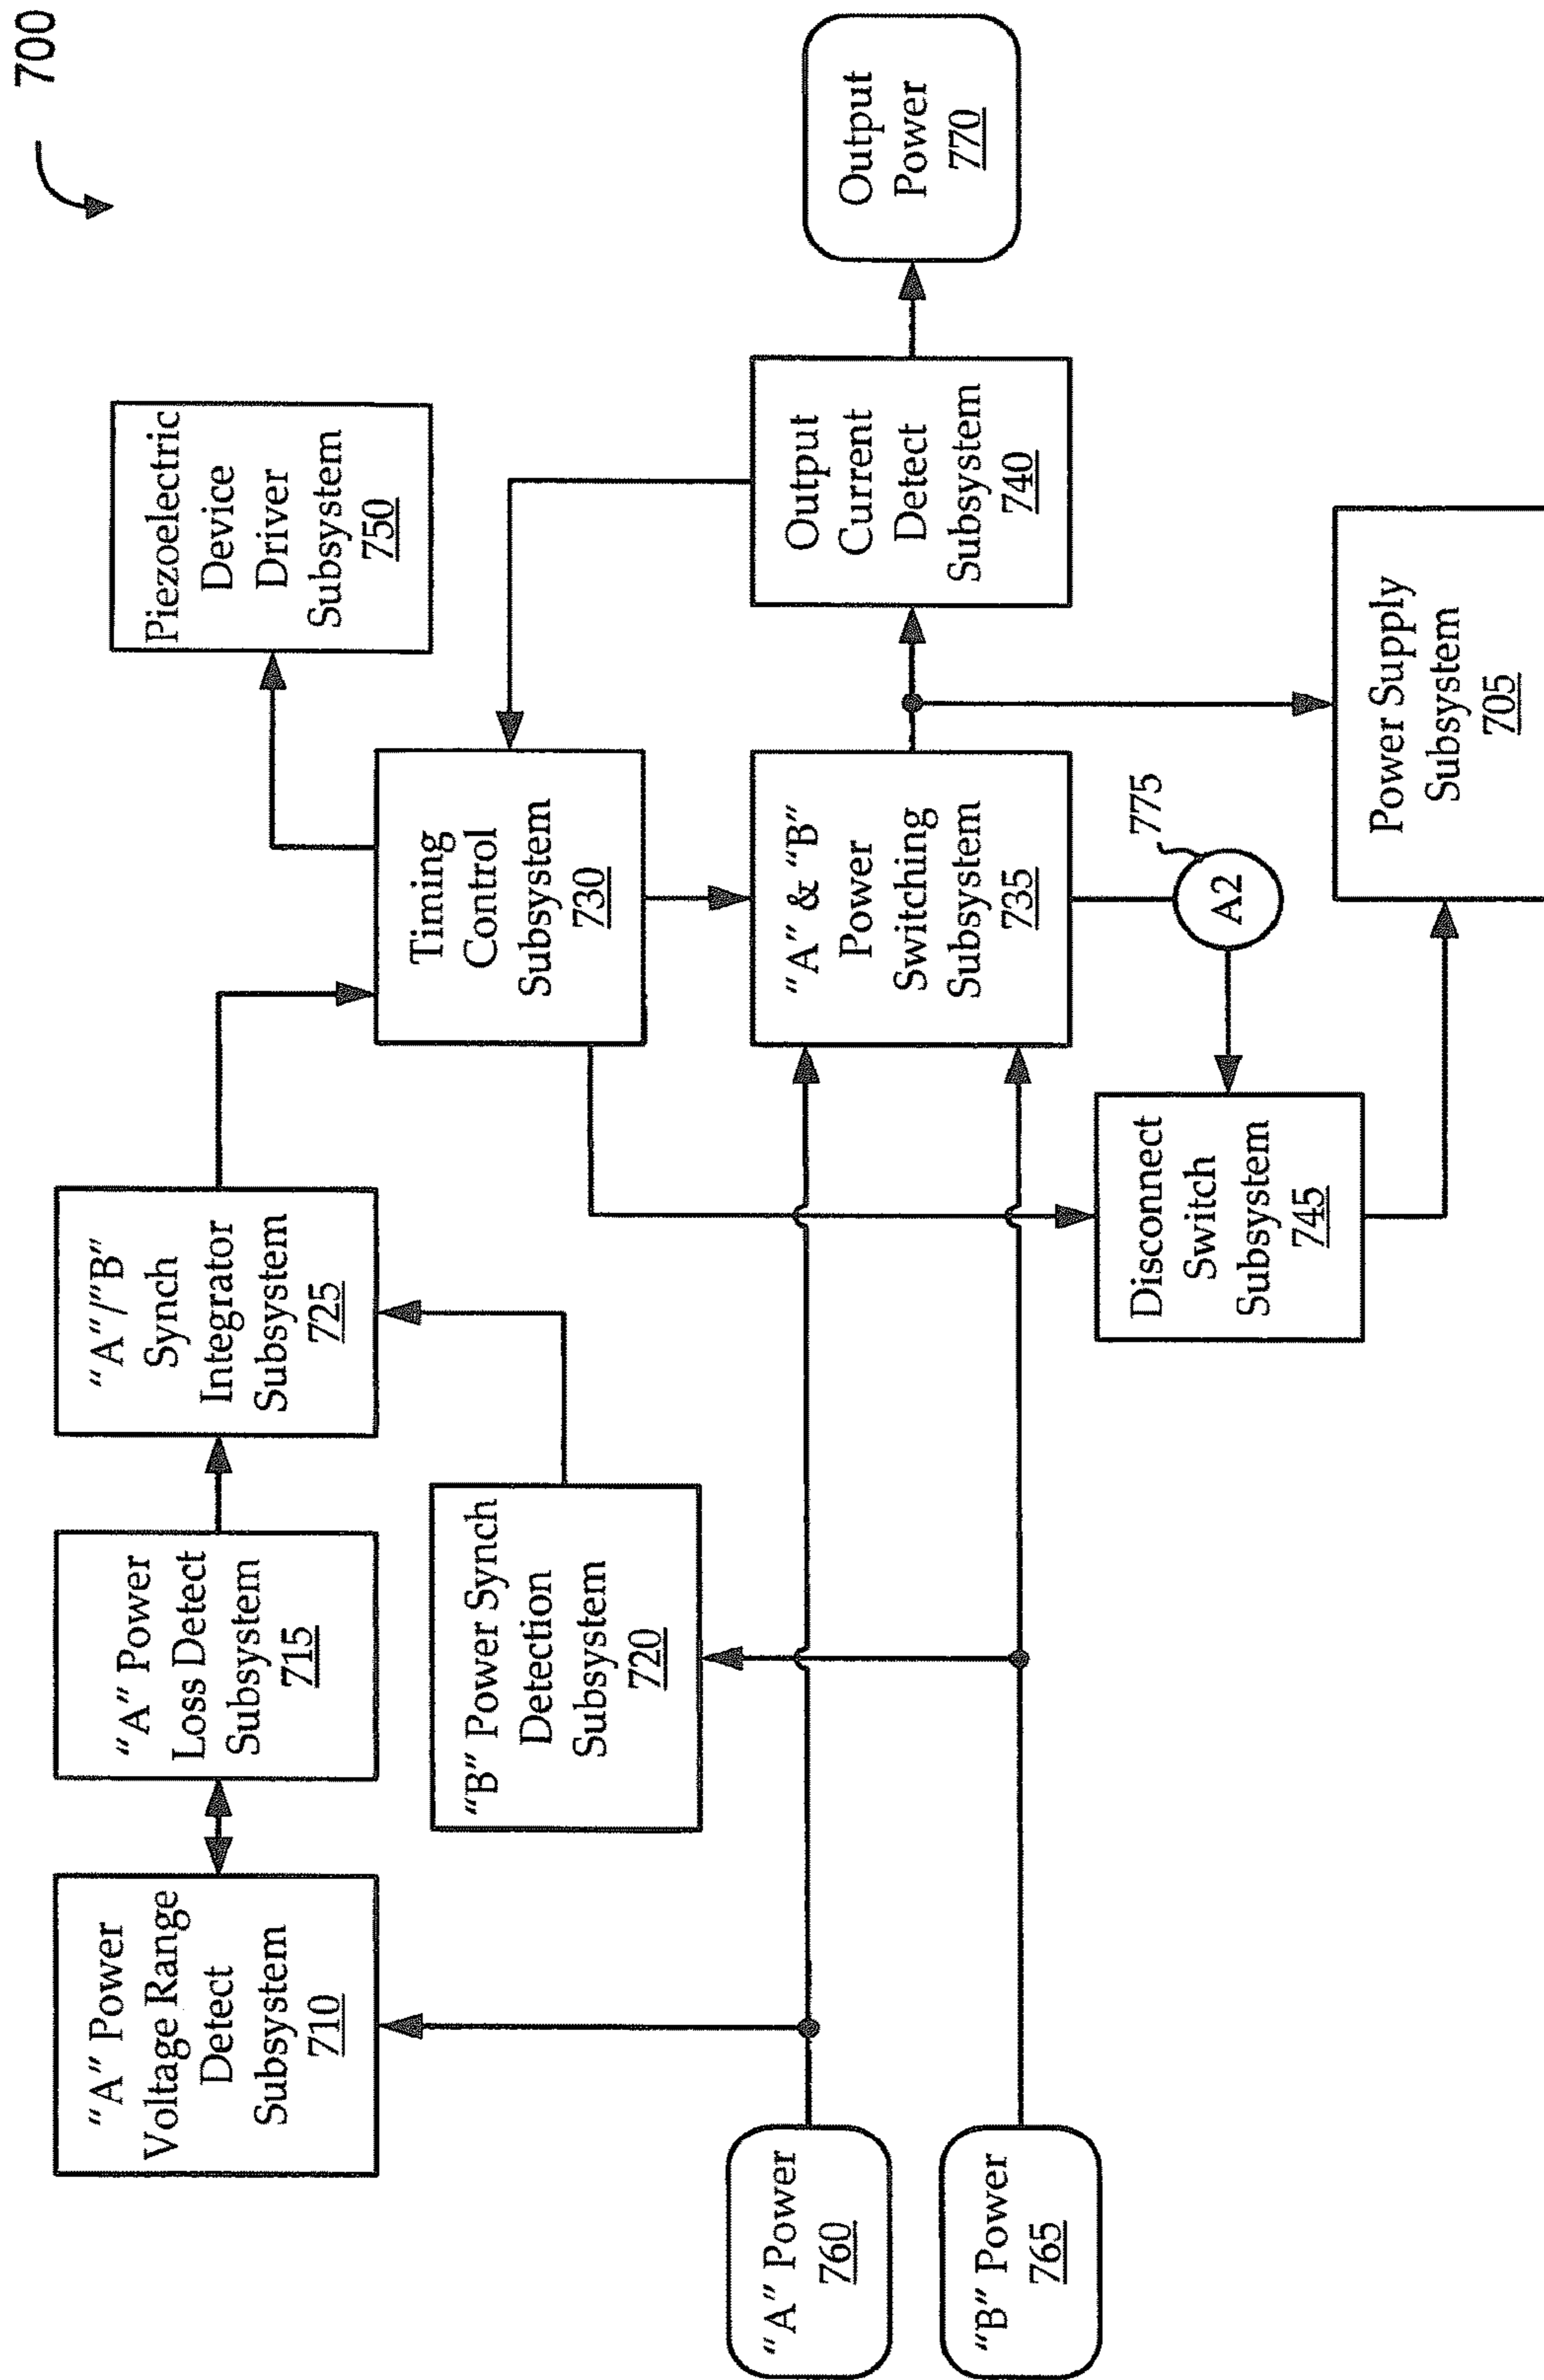 700
"A" Power
Voltage Range
Detect
Subsystem
710
"A" Power
Loss Detect
Subsystem
715
"A"/"B"
Synch
Integrator
Subsystem
725
Piezoelectric
Device
Driver
Subsystem
750
"B" Power Synch
Detection
Subsystem
720
Timing
Control
Subsystem
730
"A" Power
760
"B" Power
765
"A" & "B"
Power
Switching
Subsystem
735
Output
Current
Detect
Subsystem
740
Output
Power
770
Disconnect
Switch
Subsystem
745
A2
775
Power Supply
Subsystem
705